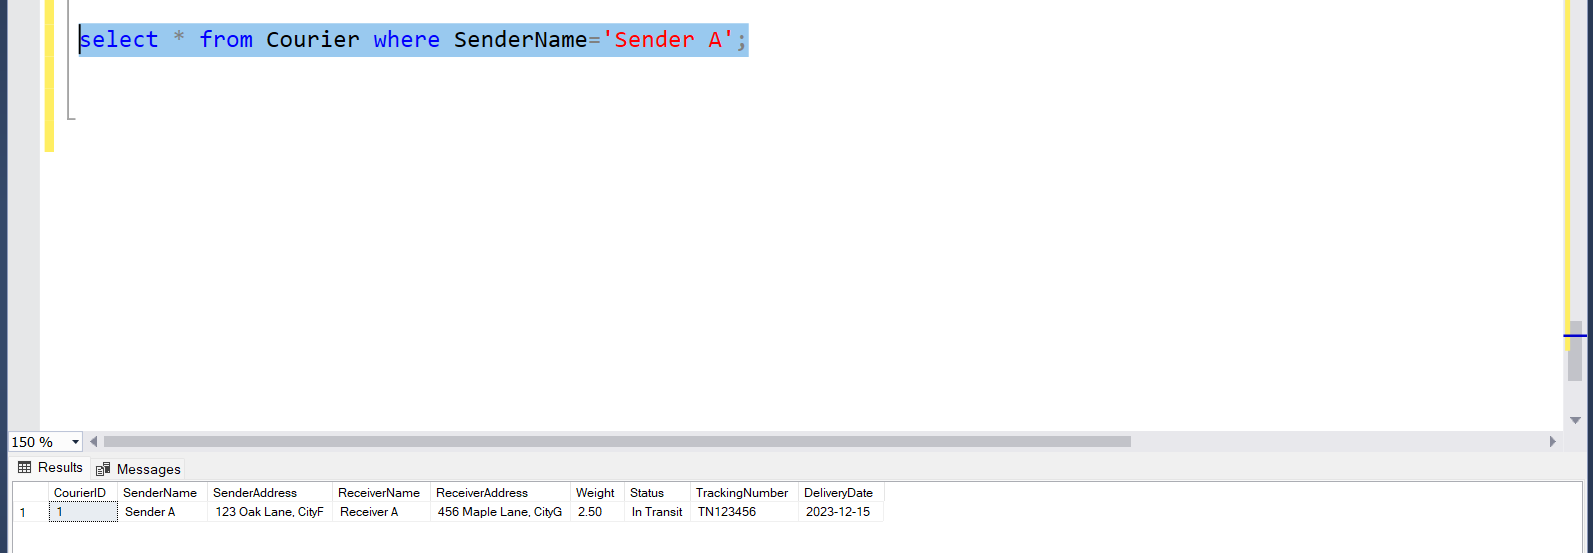 select * from Courier where SenderName='Sender A';
150 %
Results Messages
CourierID SenderName SenderAddress ReceiverName ReceiverAddress Weight Status TrackingNumber DeliveryDate
1 1 Sender A 123 Oak Lane, CityF Receiver A 456 Maple Lane, CityG 2.50 In Transit TN123456 2023-12-15